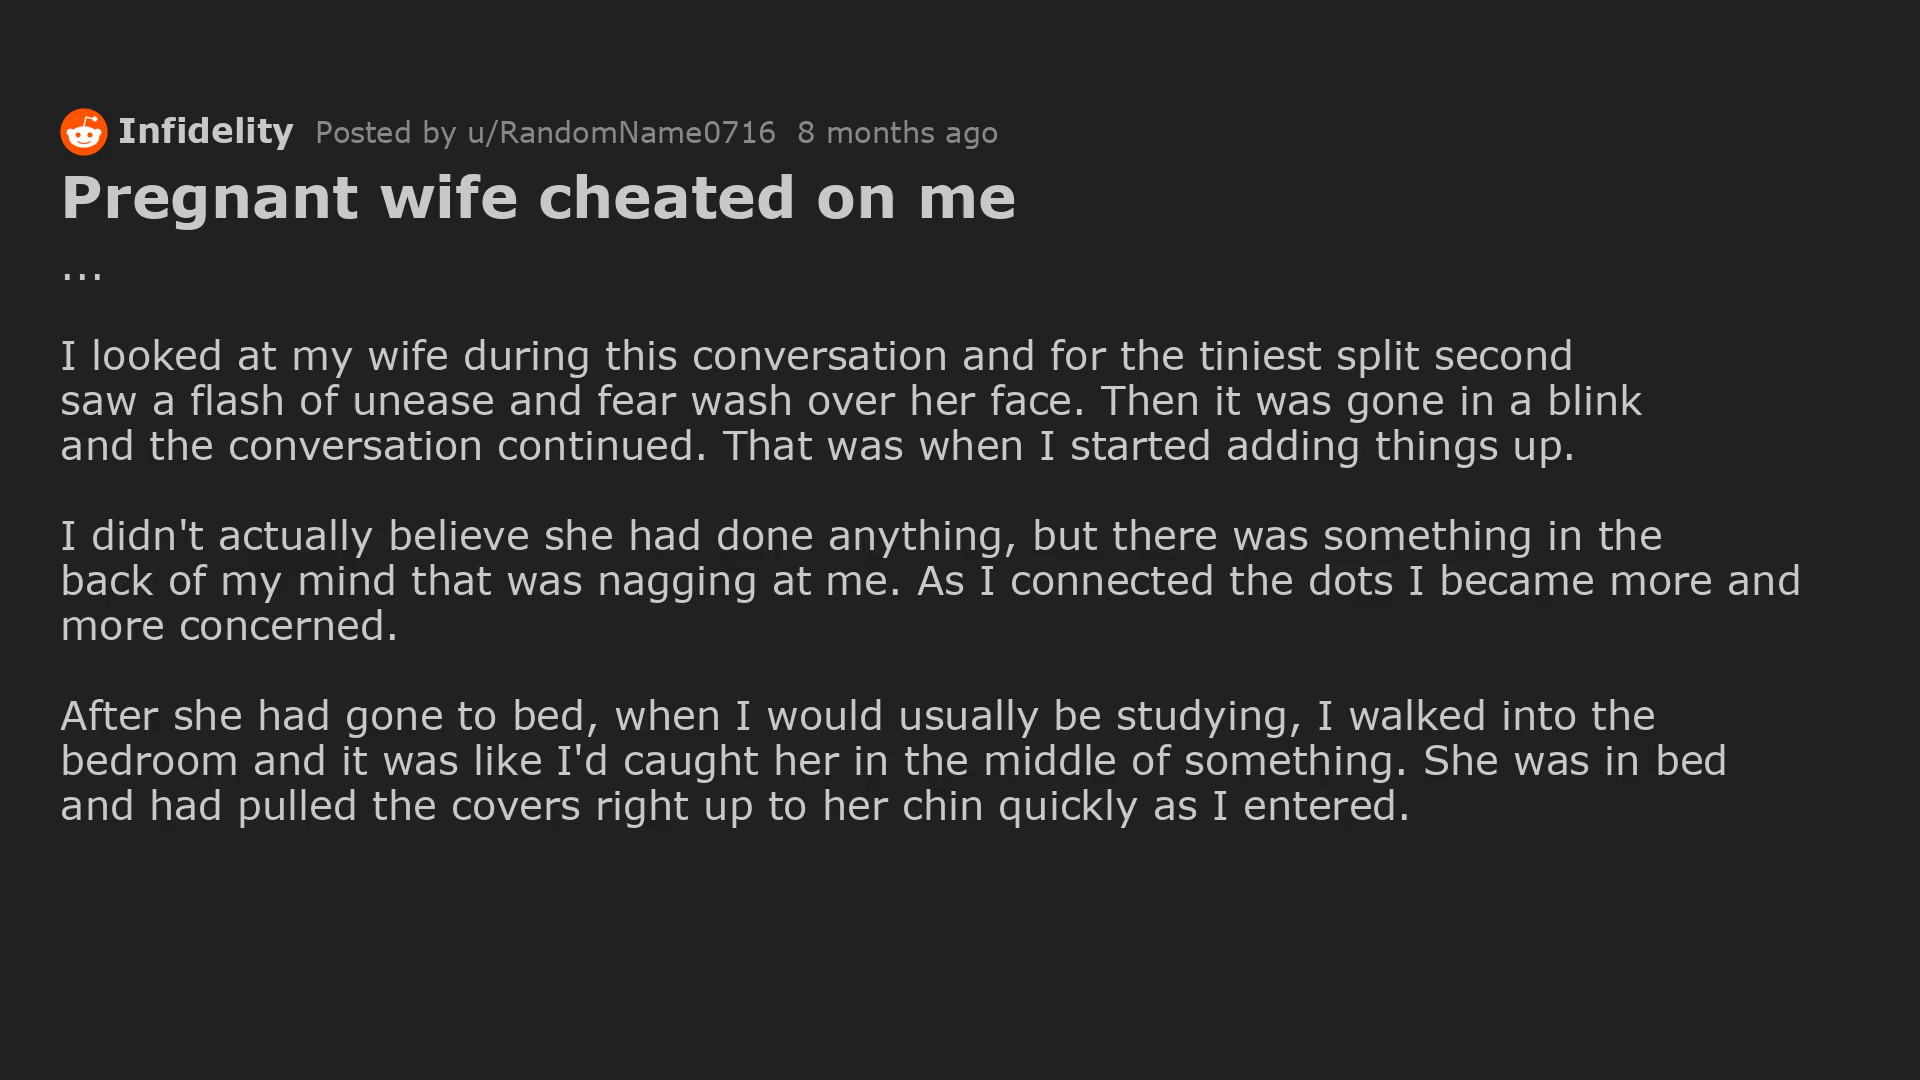 Infidelity Posted by u/RandomName0716 8 months ago
Pregnant wife cheated on me
...
I looked at my wife during this conversation and for the tiniest split second
saw a flash of unease and fear wash over her face. Then it was gone in a blink
and the conversation continued. That was when I started adding things up.
I didn't actually believe she had done anything, but there was something in the
back of my mind that was nagging at me. As I connected the dots I became more and
more concerned.
After she had gone to bed, when I would usually be studying, I walked into the
bedroom and it was like I'd caught her in the middle of something. She was in bed
and had pulled the covers right up to her chin quickly as I entered.